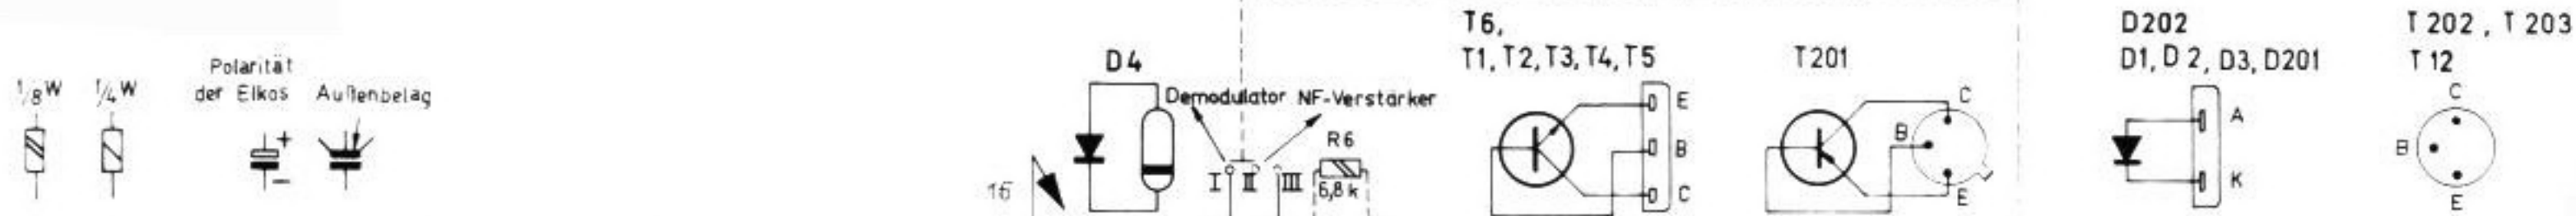 1/8 W
1/4 W
Polarität
der Elkos
Außenbelag
+
−
16
D4
Demodulator NF-Verstärker
I II III
R6
6,8 k
T6,
T1, T2, T3, T4, T5
E
B
C
T201
C
B
E
D202
D1, D2, D3, D201
A
K
T202, T203
T12
C
B
E